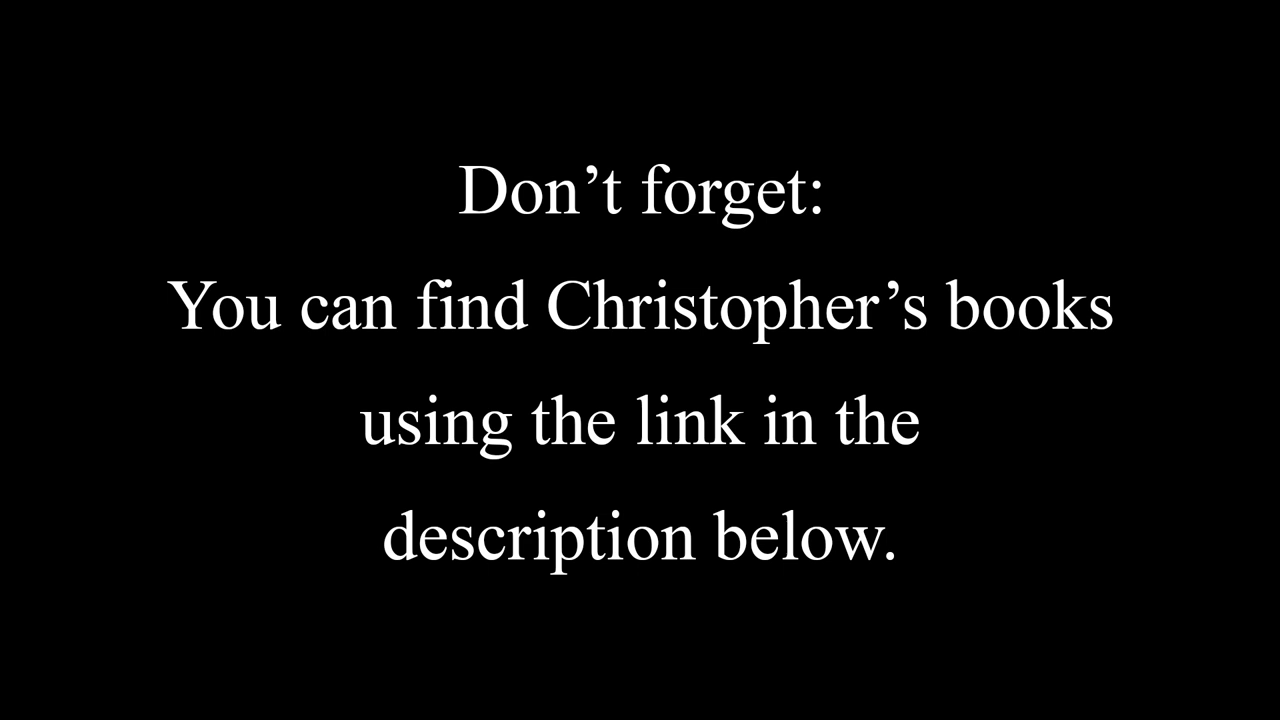 Don’t forget:
You can find Christopher’s books
using the link in the
description below.